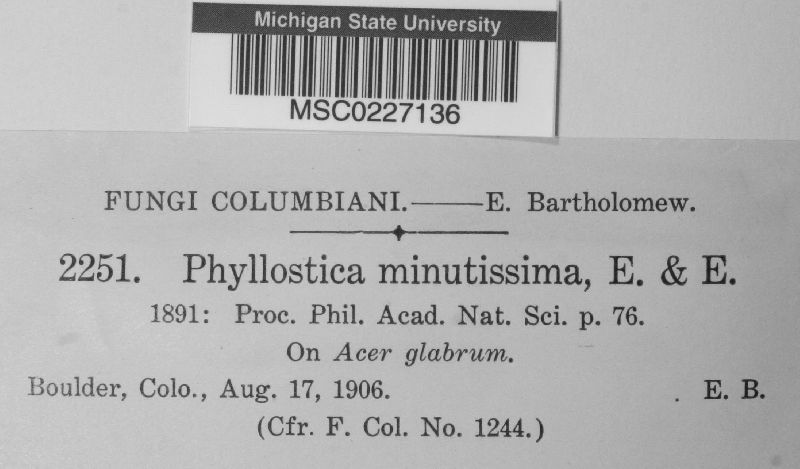 Michigan State University
MSC0227136
FUNGI COLUMBIANI.——E. Bartholomew.
2251. Phyllostica minutissima, E. & E.
1891: Proc. Phil. Acad. Nat. Sci. p. 76.
On Acer glabrum.
Boulder, Colo., Aug. 17, 1906. E. B.
(Cfr. F. Col. No. 1244.)